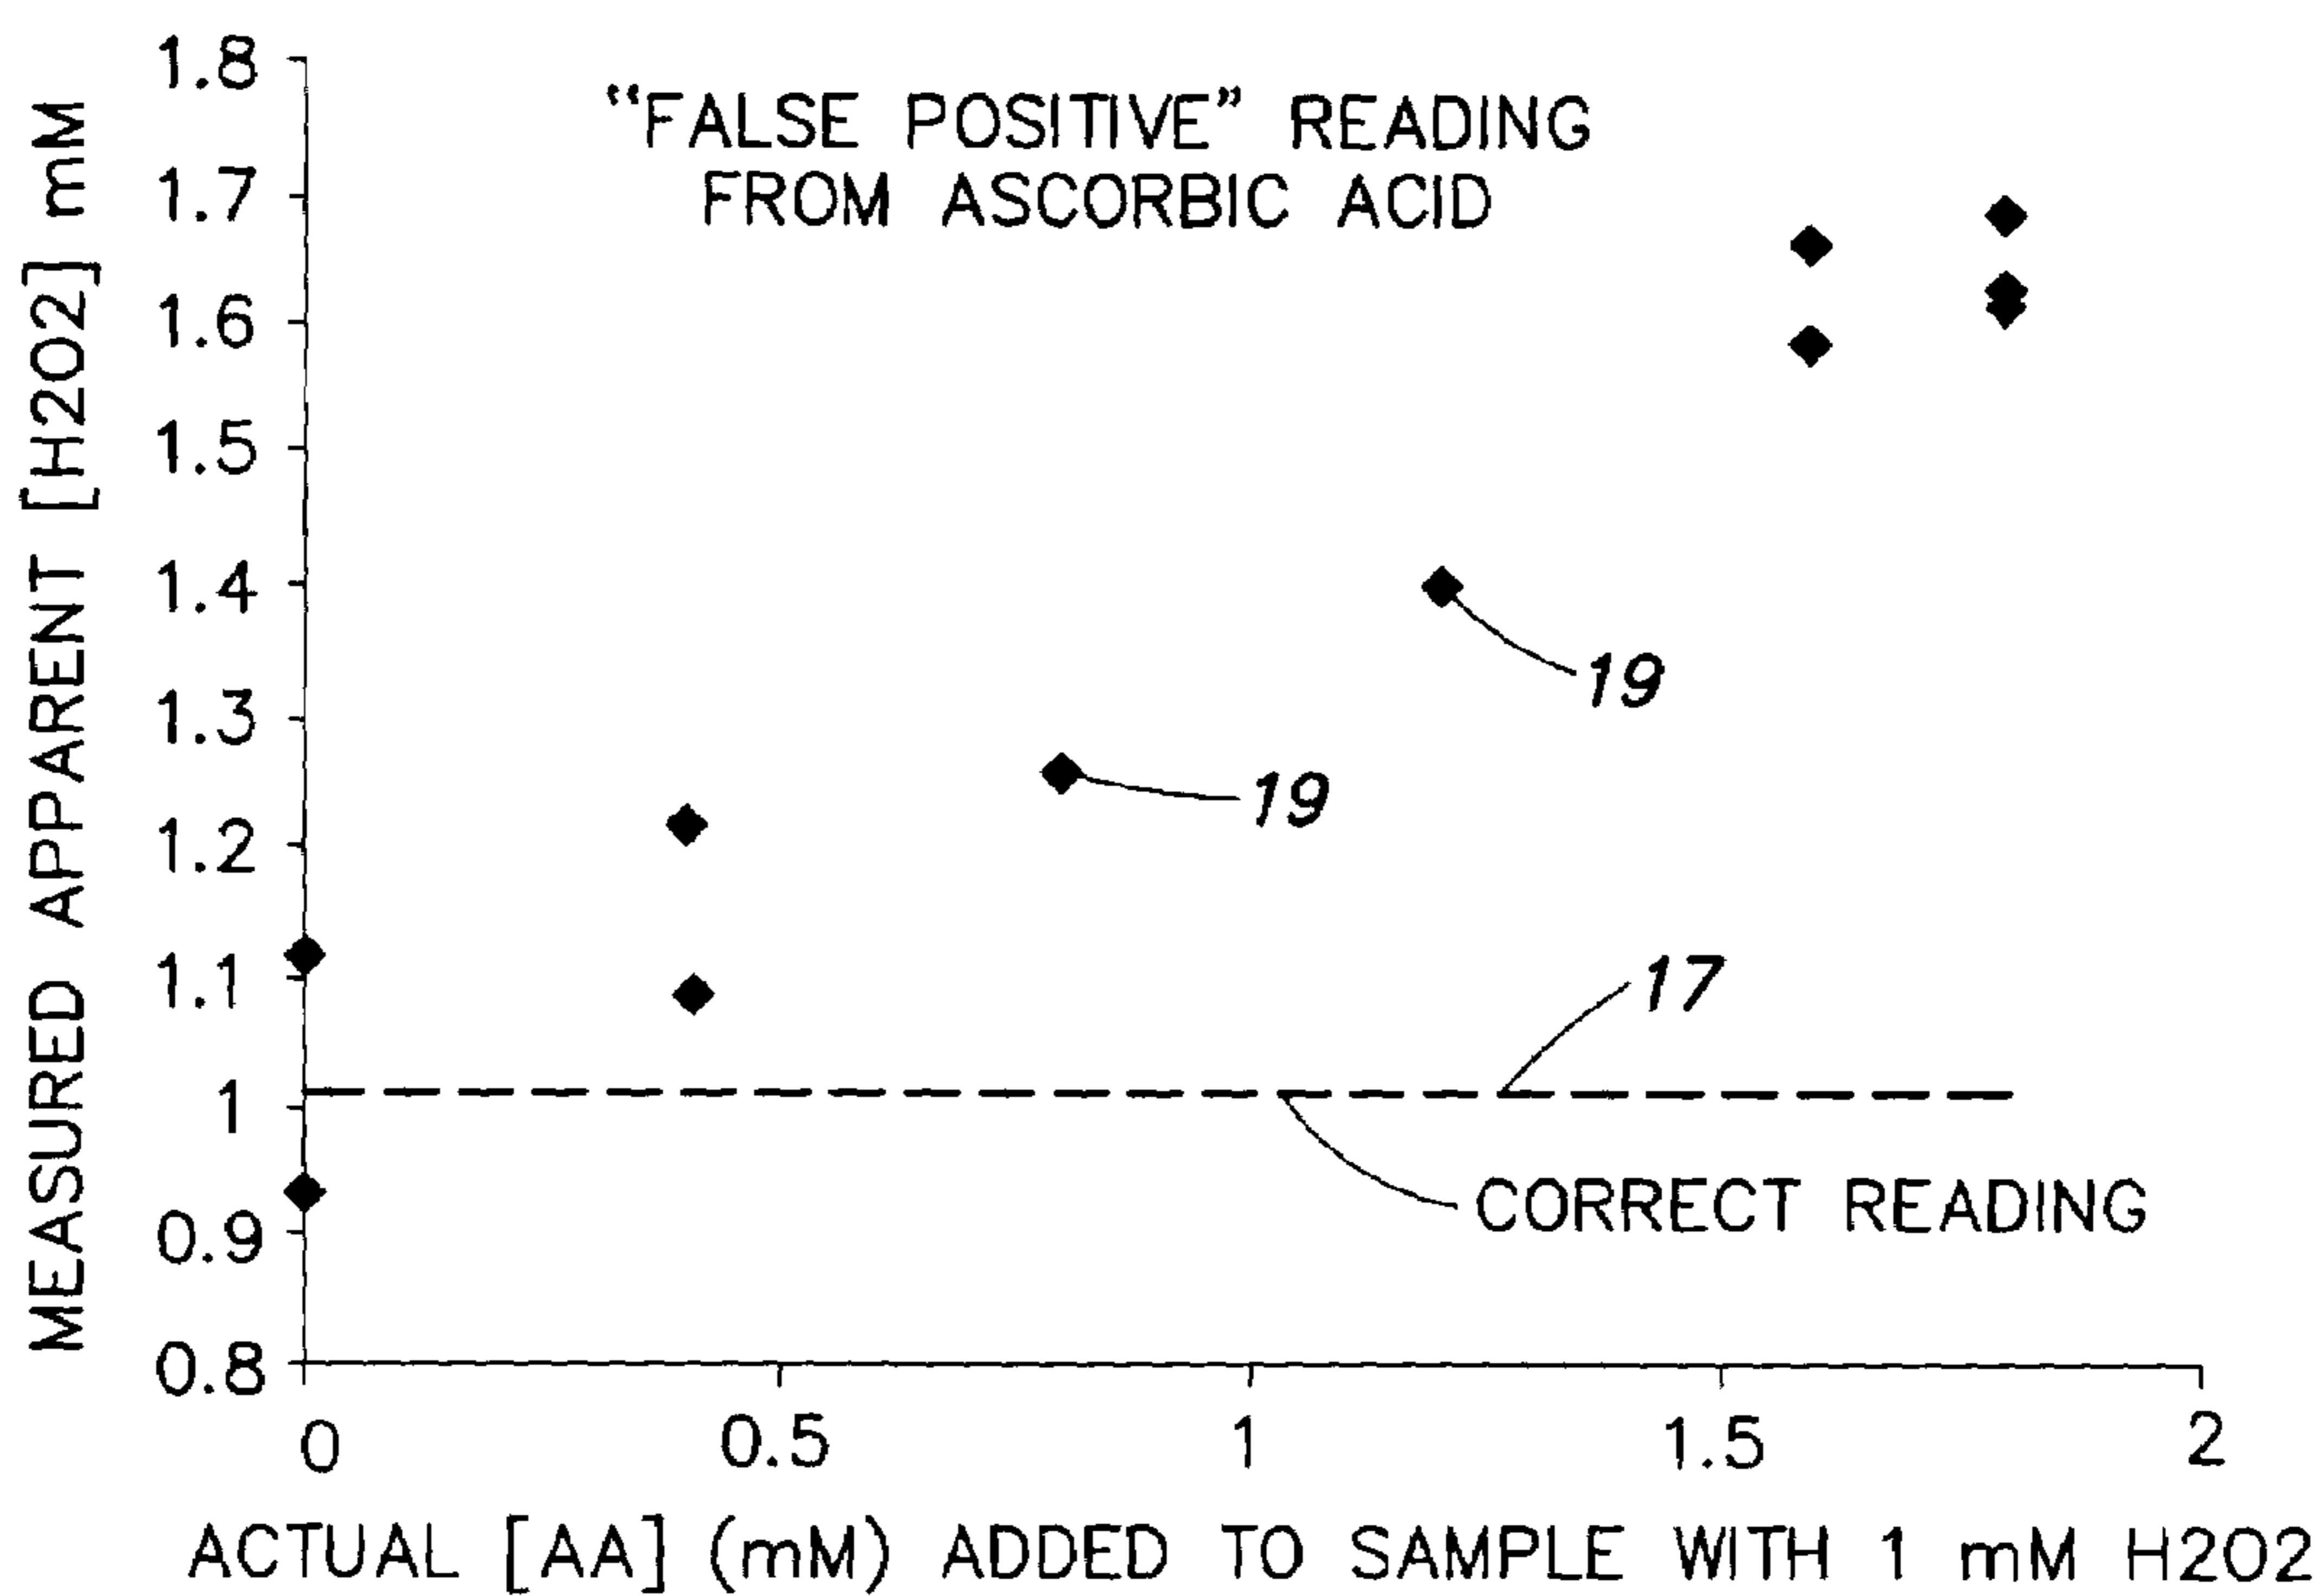 "FALSE POSITIVE" READING
FROM ASCORBIC ACID
MEASURED APPARENT [H2O2] mM
1.8
1.7
1.6
1.5
1.4
1.3
1.2
1.1
1
0.9
0.8
19
19
17
CORRECT READING
0 0.5 1 1.5 2
ACTUAL [AA] (mM) ADDED TO SAMPLE WITH 1 mM H2O2